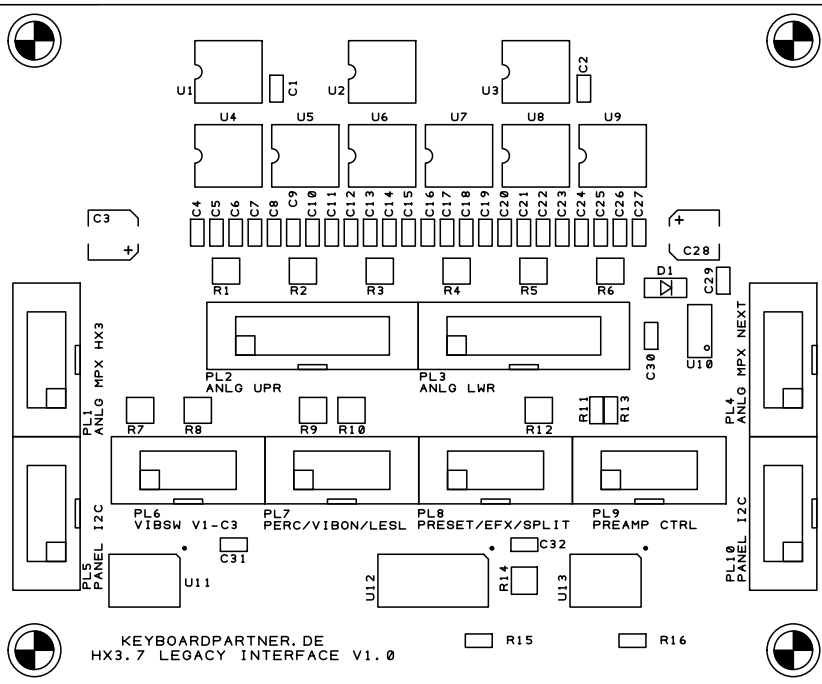 U1
C1
U2
U3
C2
U4
U5
U6
U7
U8
U9
C3
+
C4
C5
C6
C7
C8
C9
C10
C11
C12
C13
C14
C15
C16
C17
C18
C19
C20
C21
C22
C23
C24
C25
C26
C27
+
C28
R1
R2
R3
R4
R5
R6
D1
C29
C30
U10
PL1
ANLG MPX HX3
PL2
ANLG UPR
PL3
ANLG LWR
PL4
ANLG MPX NEXT
R7
R8
R9
R10
R12
R11
R13
PL5
PANEL I2C
PL6
VIBSW V1-C3
PL7
PERC/VIBON/LESL
PL8
PRESET/EFX/SPLIT
PL9
PREAMP CTRL
PL10
PANEL I2C
U11
C31
U12
C32
R14
U13
KEYBOARDPARTNER.DE
HX3.7 LEGACY INTERFACE V1.0
R15
R16